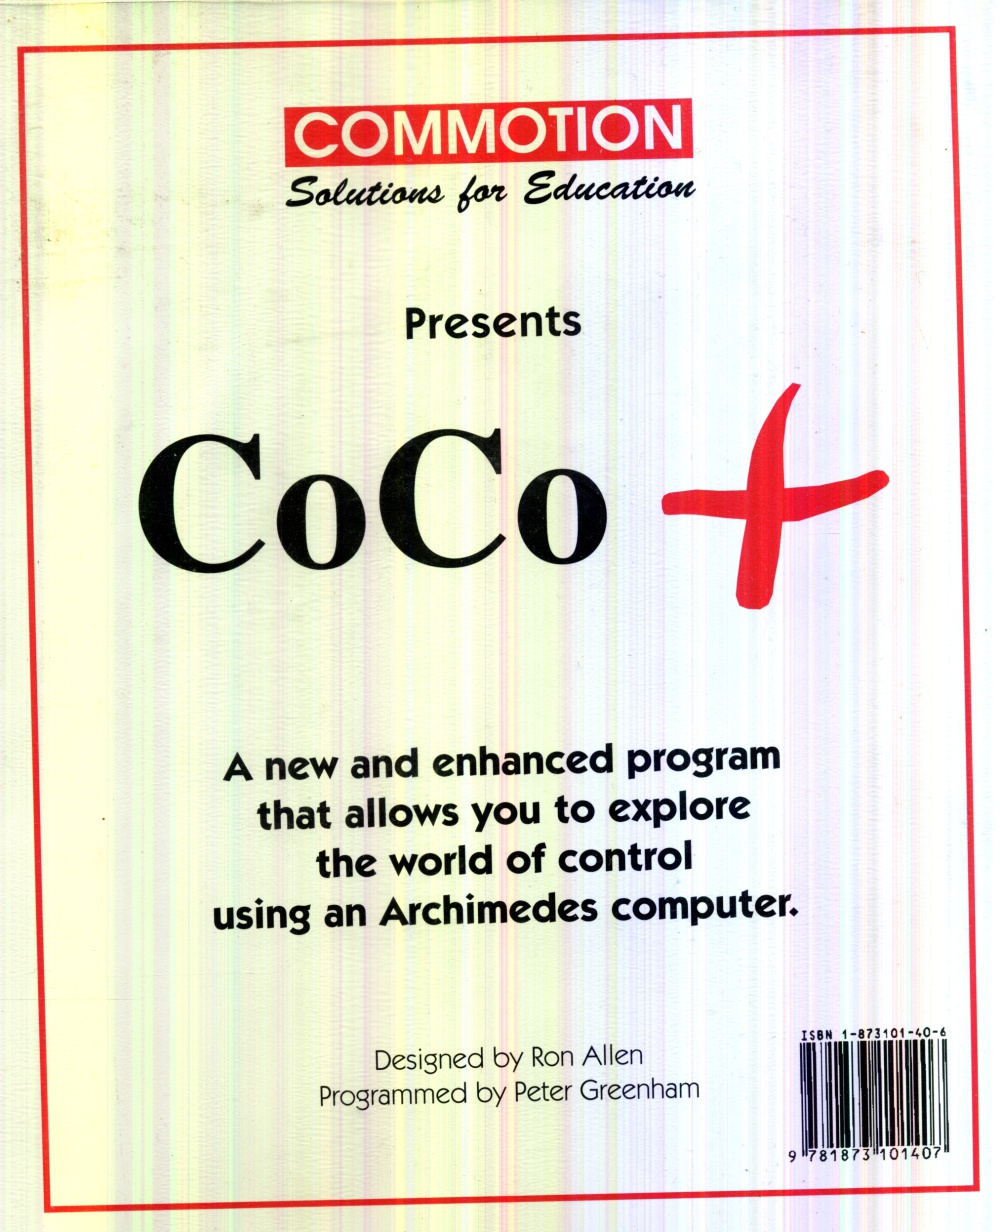 COMMOTION
Solutions for Education
Presents
CoCo +
A new and enhanced program
that allows you to explore
the world of control
using an Archimedes computer.
Designed by Ron Allen
Programmed by Peter Greenham
ISBN 1-873101-40-6
9 781873 101407